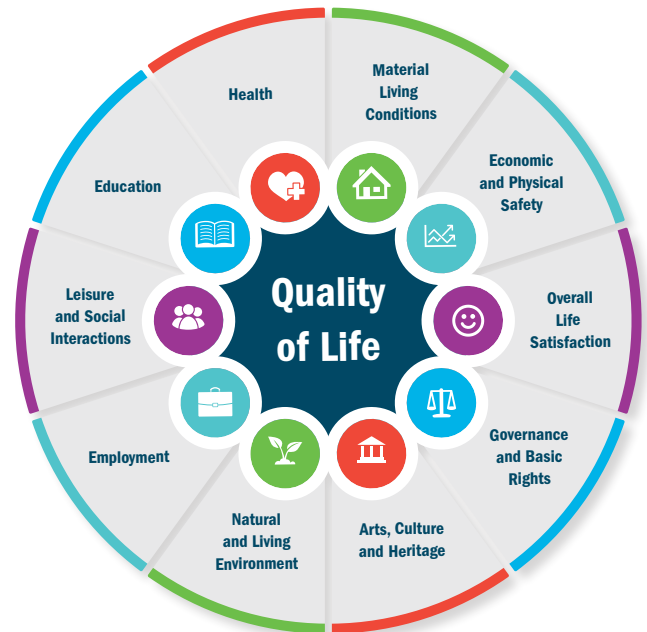 Quality
of Life
Material
Living
Conditions
Economic
and Physical
Safety
Overall
Life
Satisfaction
Governance
and Basic
Rights
Arts, Culture
and Heritage
Natural
and Living
Environment
Employment
Leisure
and Social
Interactions
Education
Health